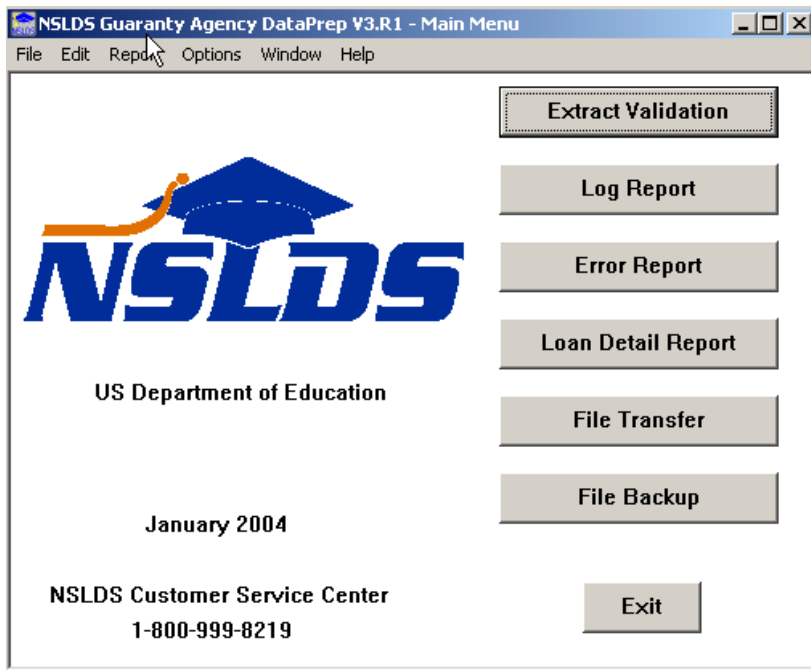 NSLDS Guaranty Agency DataPrep V3.R1 - Main Menu
File Edit Report Options Window Help
Extract Validation
Log Report
Error Report
NSLDS
Loan Detail Report
US Department of Education
File Transfer
File Backup
January 2004
NSLDS Customer Service Center
1-800-999-8219
Exit